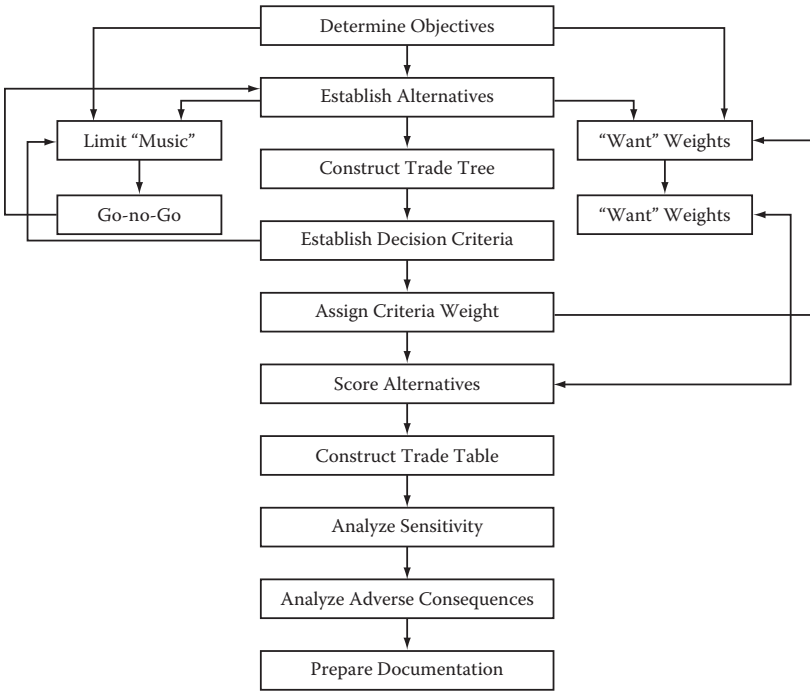 Determine Objectives
Establish Alternatives
Limit “Music”
“Want” Weights
Construct Trade Tree
Go-no-Go
“Want” Weights
Establish Decision Criteria
Assign Criteria Weight
Score Alternatives
Construct Trade Table
Analyze Sensitivity
Analyze Adverse Consequences
Prepare Documentation